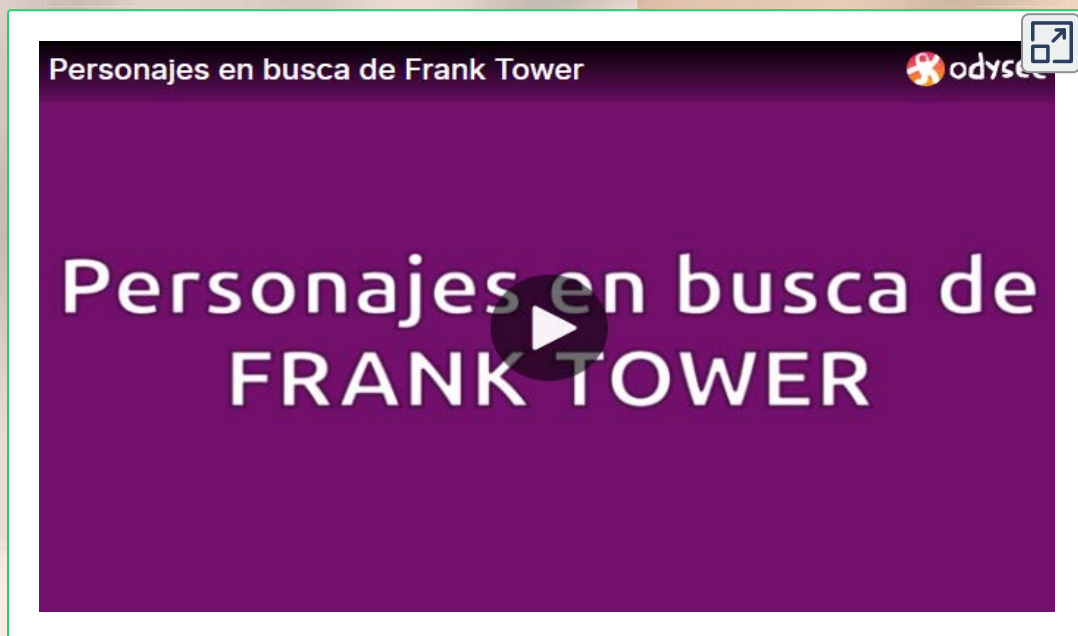 Personajes en busca de Frank Tower
odysee
Personajes en busca de
FRANK TOWER